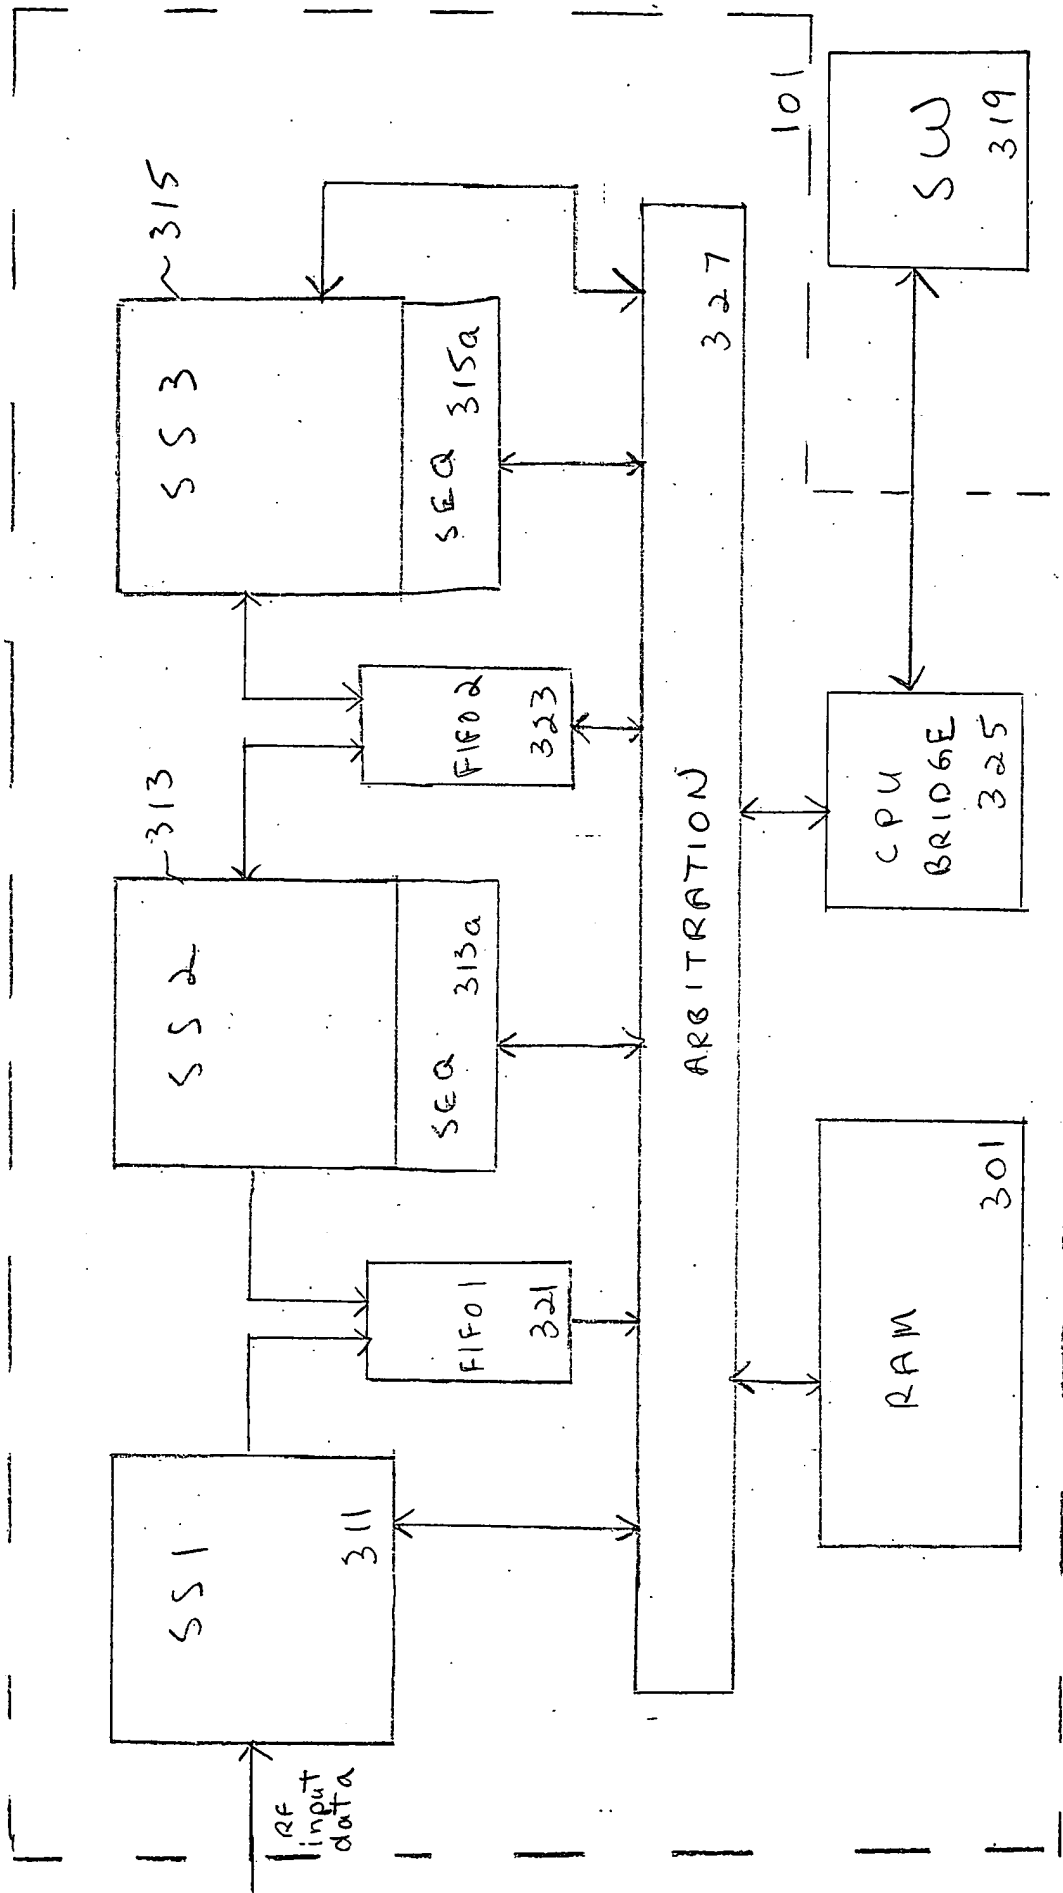 RF
input
data
SS1
311
FIFO1
321
SS2
313
SEQ 313a
FIFO2
323
SS3
315
SEQ 315a
ARBITRATION
327
RAM
301
CPU
BRIDGE
325
101
SW
319